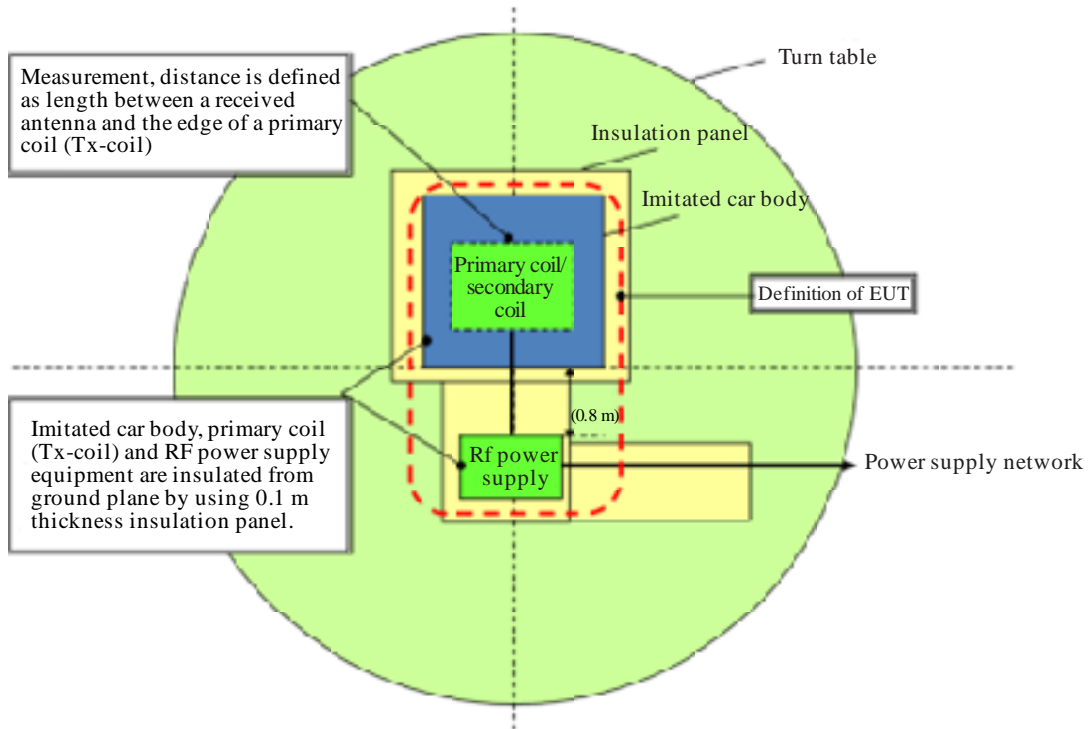 Measurement, distance is defined
as length between a received
antenna and the edge of a primary
coil (Tx-coil)
Turn table
Insulation panel
Imitated car body
Primary coil/
secondary
coil
Definition of EUT
(0.8 m)
Imitated car body, primary coil
(Tx-coil) and RF power supply
equipment are insulated from
ground plane by using 0.1 m
thickness insulation panel.
Rf power
supply
Power supply network